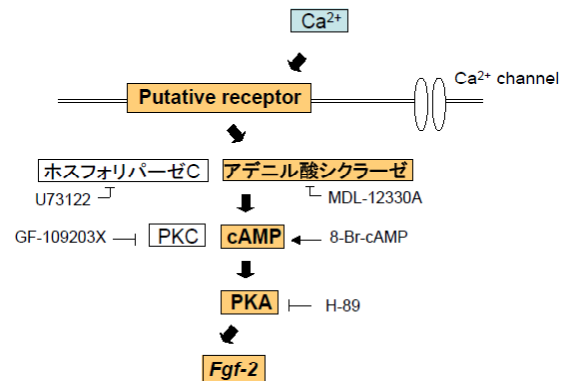 Ca²⁺
Putative receptor
Ca²⁺ channel
ホスフォリパーゼC
アデニル酸シクラーゼ
U73122
MDL-12330A
GF-109203X
PKC
cAMP
8-Br-cAMP
PKA
H-89
Fgf-2